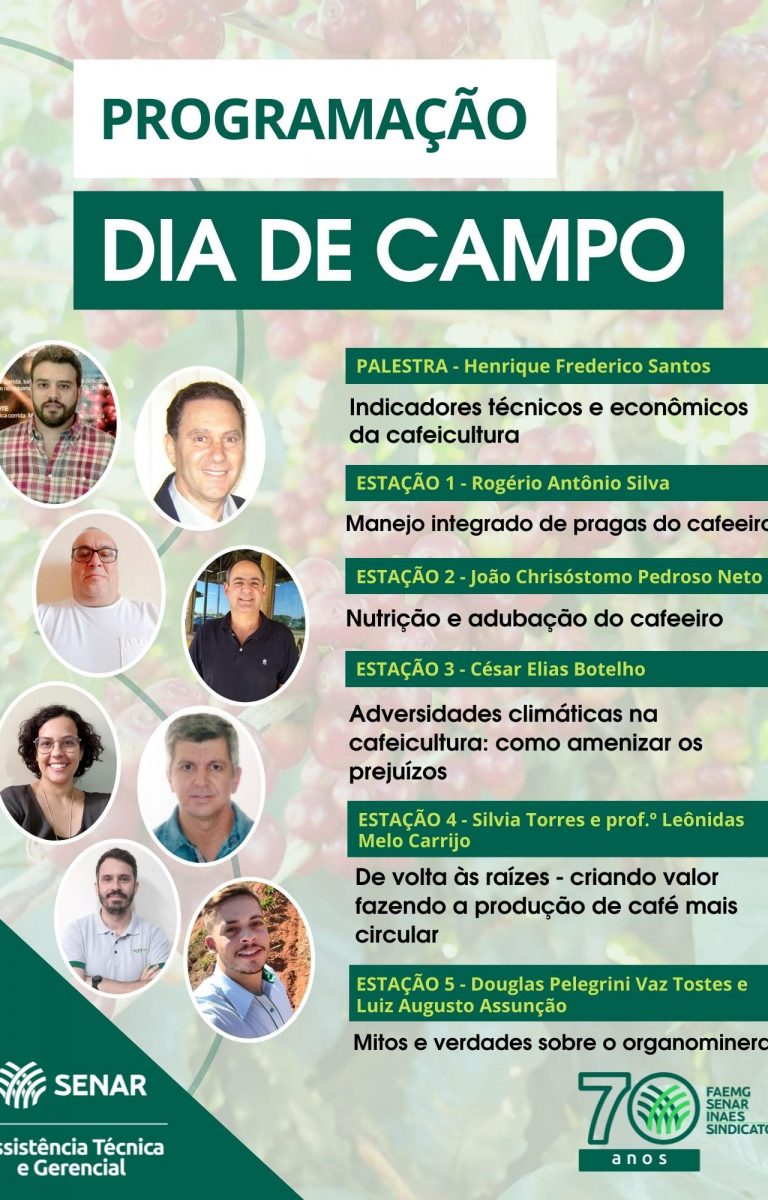 PROGRAMAÇÃO
DIA DE CAMPO
PALESTRA - Henrique Frederico Santos
Indicadores técnicos e econômicos
da cafeicultura
ESTAÇÃO 1 - Rogério Antônio Silva
Manejo integrado de pragas do cafeeiro
ESTAÇÃO 2 - João Chrisóstomo Pedroso Neto
Nutrição e adubação do cafeeiro
ESTAÇÃO 3 - César Elias Botelho
Adversidades climáticas na
cafeicultura: como amenizar os
prejuízos
ESTAÇÃO 4 - Silvia Torres e prof.º Leônidas
Melo Carrijo
De volta às raízes - criando valor
fazendo a produção de café mais
circular
ESTAÇÃO 5 - Douglas Pelegrini Vaz Tostes e
Luiz Augusto Assunção
Mitos e verdades sobre o organominera
SENAR
ssistência Técnica
e Gerencial
70
anos
FAEMG
SENAR
INAES
SINDICATO